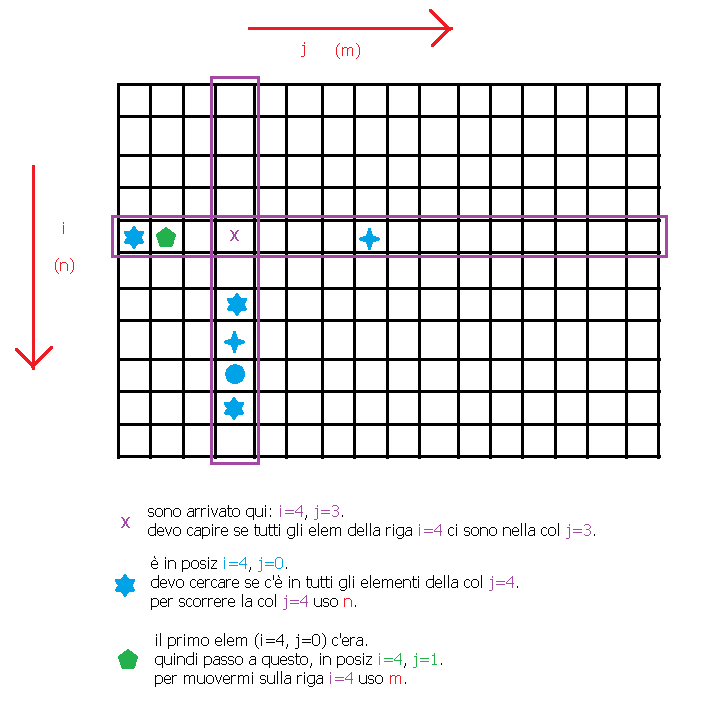 j (m)
i
(n)
x
x
sono arrivato qui: i=4, j=3.
devo capire se tutti gli elem della riga i=4 ci sono nella col j=3.
è in posiz i=4, j=0.
devo cercare se c'è in tutti gli elementi della col j=4.
per scorrere la col j=4 uso n.
il primo elem (i=4, j=0) c'era.
quindi passo a questo, in posiz i=4, j=1.
per muovermi sulla riga i=4 uso m.